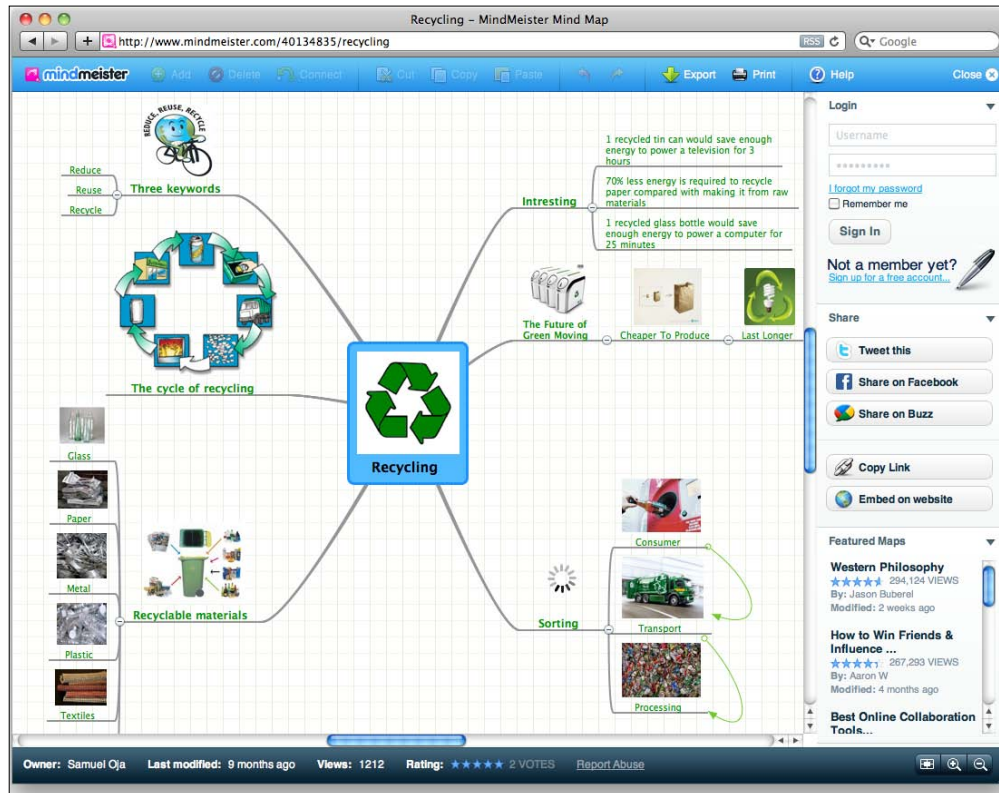 Recycling – MindMeister Mind Map
http://www.mindmeister.com/40134835/recycling
RSS
Google
mindmeister
Add
Delete
Connect
Cut
Copy
Paste
Export
Print
Help
Close
REDUCE, REUSE, RECYCLE
Reduce
Reuse
Recycle
Three keywords
The cycle of recycling
Glass
Paper
Metal
Plastic
Textiles
Recyclable materials
Recycling
Intresting
1 recycled tin can would save enough
energy to power a television for 3
hours
70% less energy is required to recycle
paper compared with making it from raw
materials
1 recycled glass bottle would save
enough energy to power a computer for
25 minutes
The Future of
Green Moving
Cheaper To Produce
Last Longer
Sorting
Consumer
Transport
Processing
Login
Username
I forgot my password
Remember me
Sign In
Not a member yet?
Sign up for a free account...
Share
Tweet this
Share on Facebook
Share on Buzz
Copy Link
Embed on website
Featured Maps
Western Philosophy
294,124 VIEWS
By: Jason Buberel
Modified: 2 weeks ago
How to Win Friends &
Influence ...
267,293 VIEWS
By: Aaron W
Modified: 4 months ago
Best Online Collaboration
Tools...
Owner: Samuel Oja
Last modified: 9 months ago
Views: 1212
Rating: 2 VOTES
Report Abuse